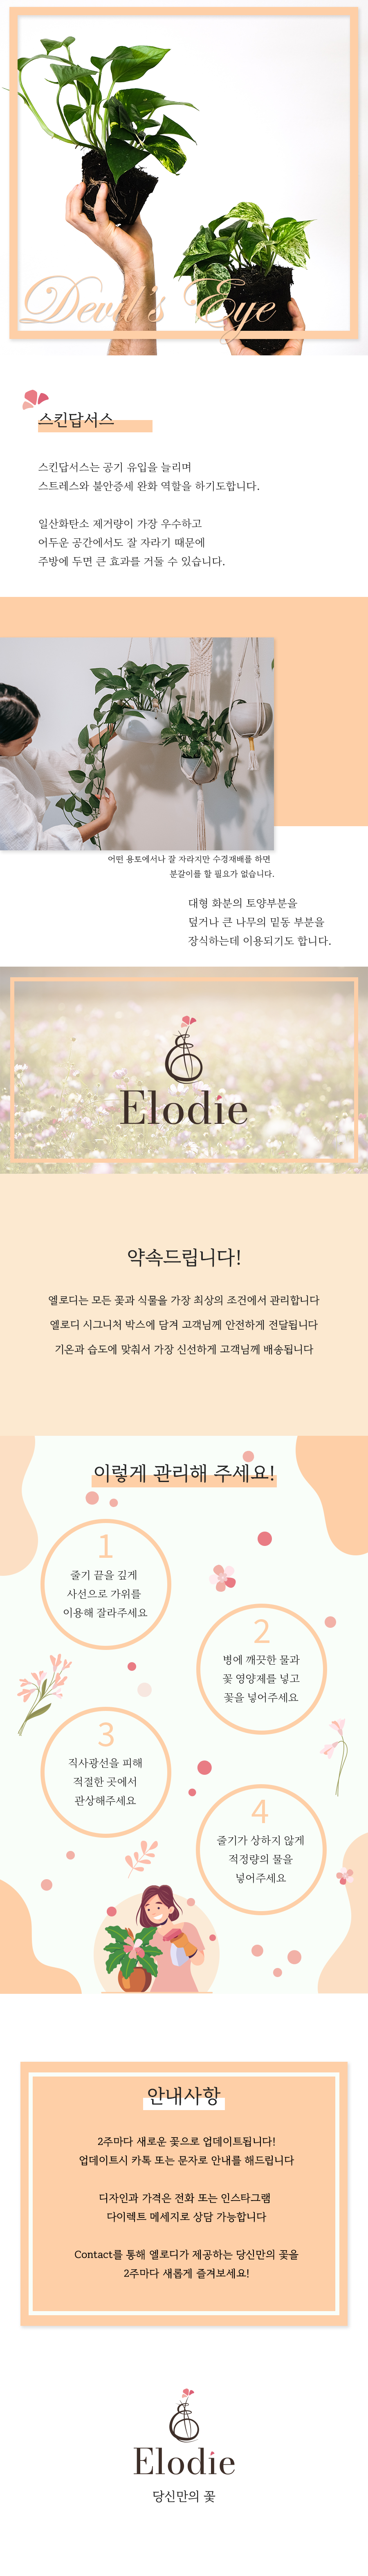 Devil's Eye
스킨답서스
스킨답서스는 공기 유입을 늘리며
스트레스와 불안증세 완화 역할을 하기도합니다.
일산화탄소 제거량이 가장 우수하고
어두운 공간에서도 잘 자라기 때문에
주방에 두면 큰 효과를 거둘 수 있습니다.
어떤 용토에서나 잘 자라지만 수경재배를 하면
분갈이를 할 필요가 없습니다.
대형 화분의 토양부분을
덮거나 큰 나무의 밑동 부분을
장식하는데 이용되기도 합니다.
Elodie
약속드립니다!
엘로디는 모든 꽃과 식물을 가장 최상의 조건에서 관리합니다
엘로디 시그니처 박스에 담겨 고객님께 안전하게 전달됩니다
기온과 습도에 맞춰서 가장 신선하게 고객님께 배송됩니다
이렇게 관리해 주세요!
1
줄기 끝을 깊게
사선으로 가위를
이용해 잘라주세요
2
병에 깨끗한 물과
꽃 영양제를 넣고
꽃을 넣어주세요
3
직사광선을 피해
적절한 곳에서
관상해주세요
4
줄기가 상하지 않게
적정량의 물을
넣어주세요
안내사항
2주마다 새로운 꽃으로 업데이트됩니다!
업데이트시 카톡 또는 문자로 안내를 해드립니다
디자인과 가격은 전화 또는 인스타그램
다이렉트 메세지로 상담 가능합니다
Contact를 통해 엘로디가 제공하는 당신만의 꽃을
2주마다 새롭게 즐겨보세요!
Elodie
당신만의 꽃